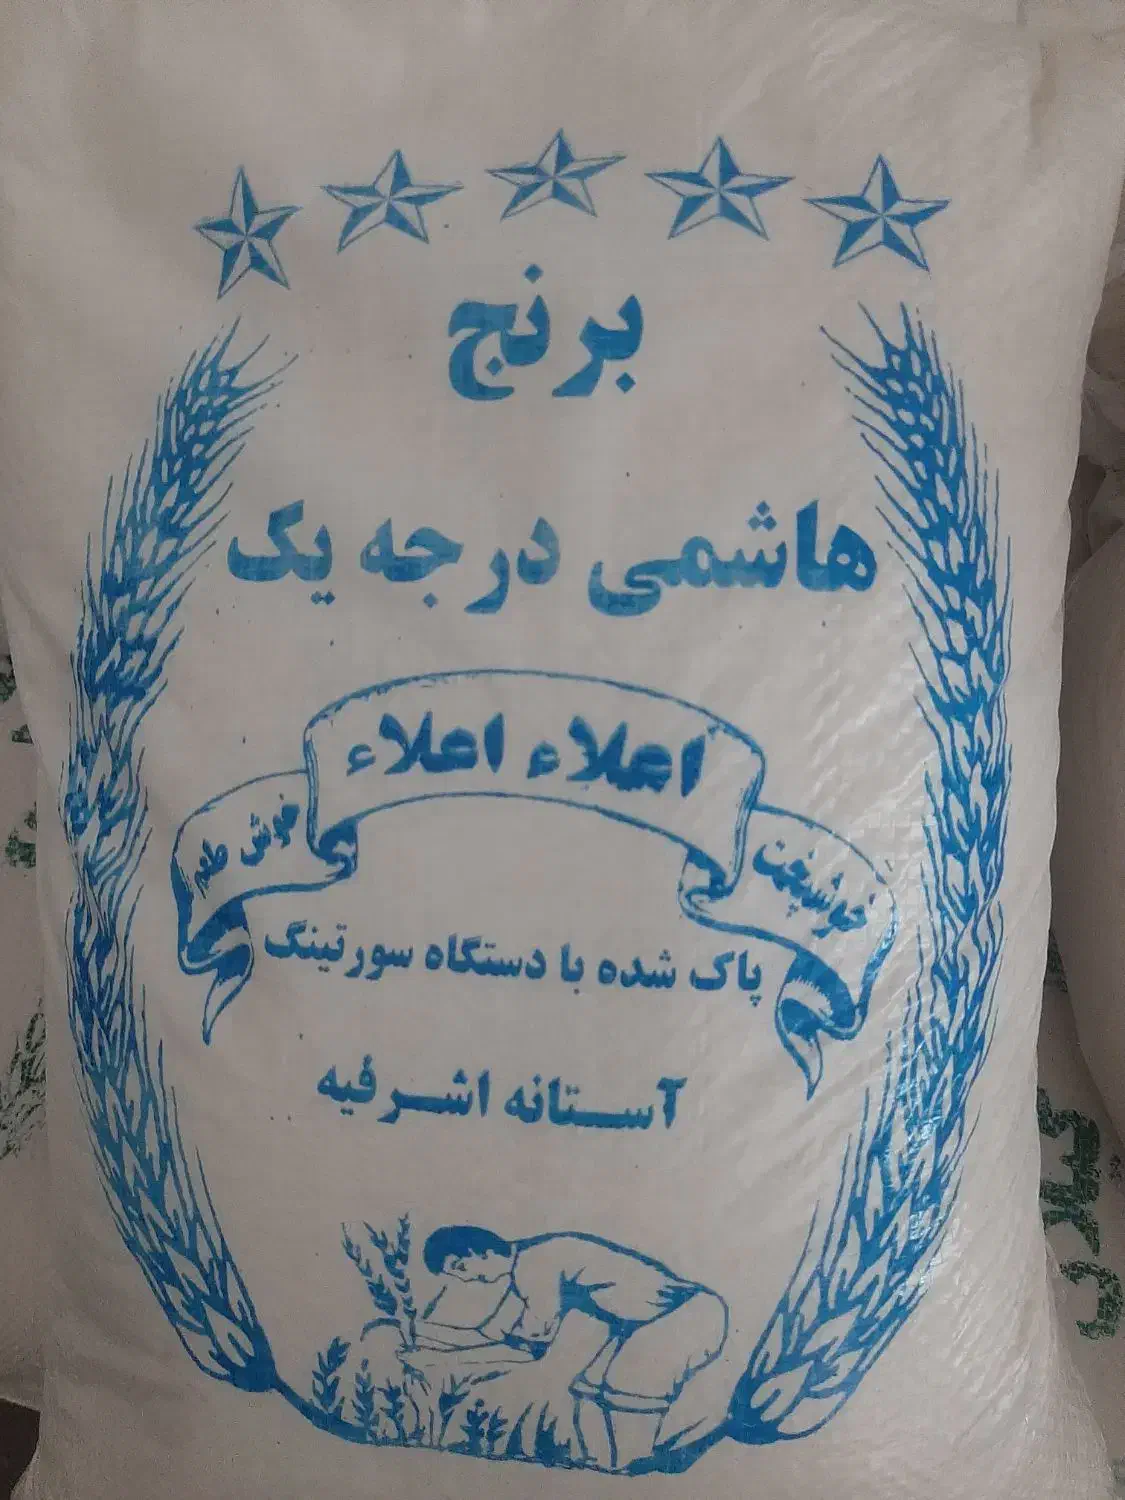 برنج
هاشمی درجه یک
اعلاء اعلاء
خوشپخت
خوش طعم
پاک شده با دستگاه سورتینگ
آستانه اشرفیه